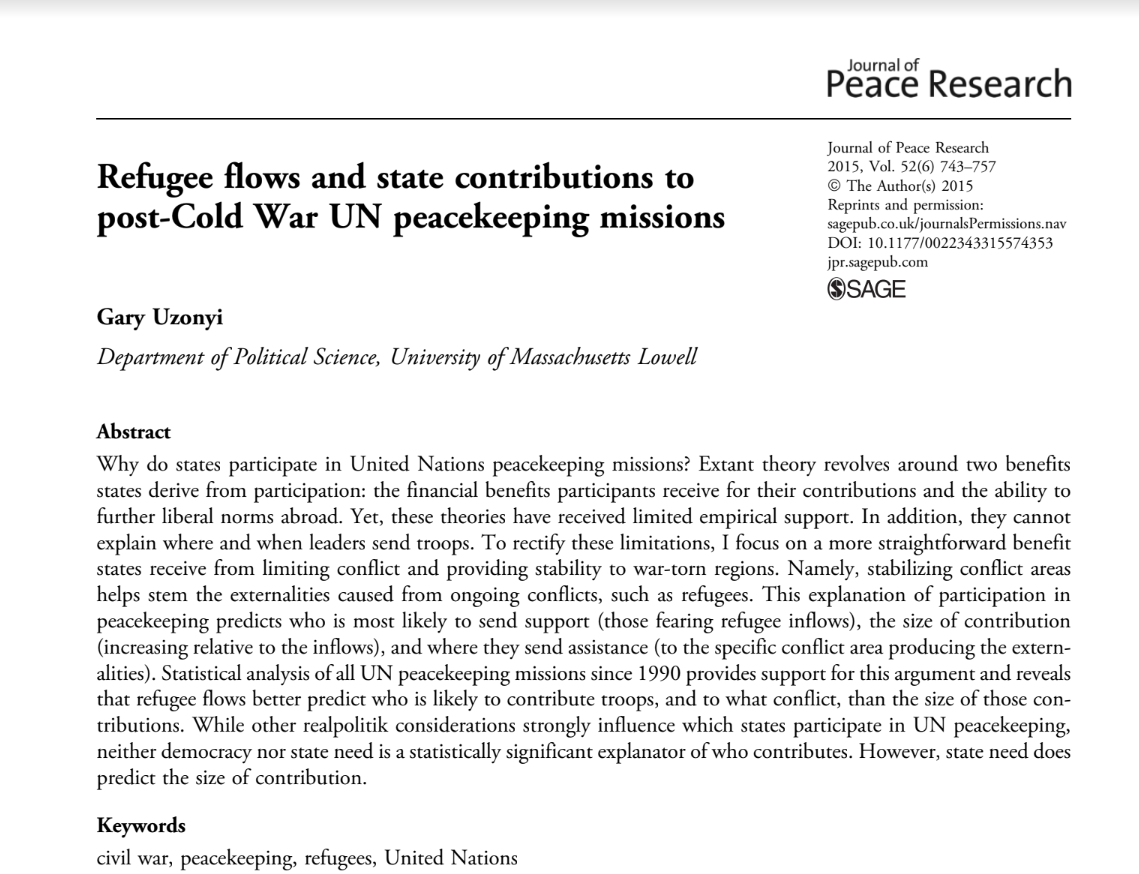 Journal of
Peace Research
Refugee flows and state contributions to
post-Cold War UN peacekeeping missions
Journal of Peace Research
2015, Vol. 52(6) 743–757
© The Author(s) 2015
Reprints and permission:
sagepub.co.uk/journalsPermissions.nav
DOI: 10.1177/0022343315574353
jpr.sagepub.com
SAGE
Gary Uzonyi
Department of Political Science, University of Massachusetts Lowell
Abstract
Why do states participate in United Nations peacekeeping missions? Extant theory revolves around two benefits
states derive from participation: the financial benefits participants receive for their contributions and the ability to
further liberal norms abroad. Yet, these theories have received limited empirical support. In addition, they cannot
explain where and when leaders send troops. To rectify these limitations, I focus on a more straightforward benefit
states receive from limiting conflict and providing stability to war-torn regions. Namely, stabilizing conflict areas
helps stem the externalities caused from ongoing conflicts, such as refugees. This explanation of participation in
peacekeeping predicts who is most likely to send support (those fearing refugee inflows), the size of contribution
(increasing relative to the inflows), and where they send assistance (to the specific conflict area producing the extern-
alities). Statistical analysis of all UN peacekeeping missions since 1990 provides support for this argument and reveals
that refugee flows better predict who is likely to contribute troops, and to what conflict, than the size of those con-
tributions. While other realpolitik considerations strongly influence which states participate in UN peacekeeping,
neither democracy nor state need is a statistically significant explanator of who contributes. However, state need does
predict the size of contribution.
Keywords
civil war, peacekeeping, refugees, United Nations